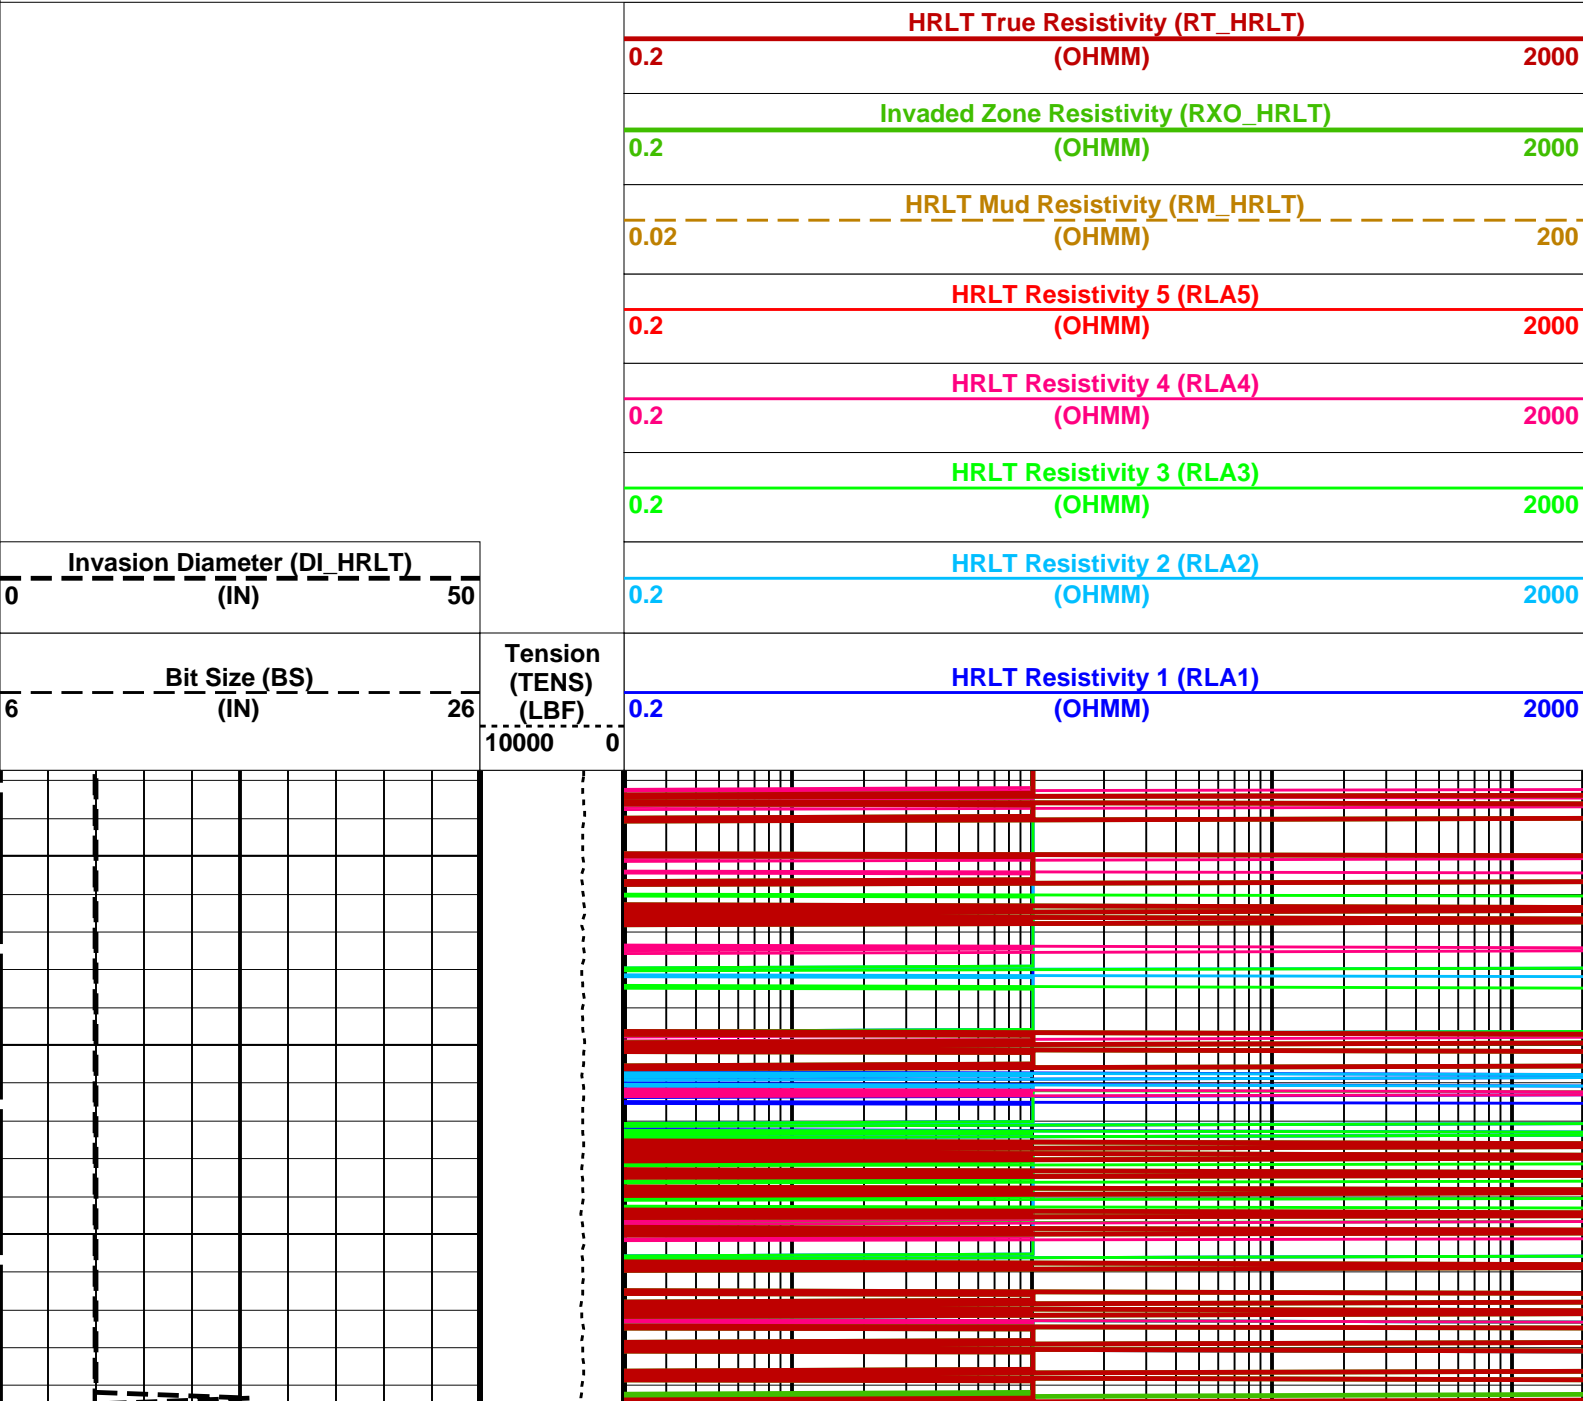 HRLT True Resistivity (RT_HRLT)
0.2 (OHMM) 2000
Invaded Zone Resistivity (RXO_HRLT)
0.2 (OHMM) 2000
HRLT Mud Resistivity (RM_HRLT)
0.02 (OHMM) 200
HRLT Resistivity 5 (RLA5)
0.2 (OHMM) 2000
HRLT Resistivity 4 (RLA4)
0.2 (OHMM) 2000
HRLT Resistivity 3 (RLA3)
0.2 (OHMM) 2000
Invasion Diameter (DI_HRLT)
0 (IN) 50
HRLT Resistivity 2 (RLA2)
0.2 (OHMM) 2000
Bit Size (BS)
6 (IN) 26
Tension
(TENS)
(LBF)
10000 0
HRLT Resistivity 1 (RLA1)
0.2 (OHMM) 2000